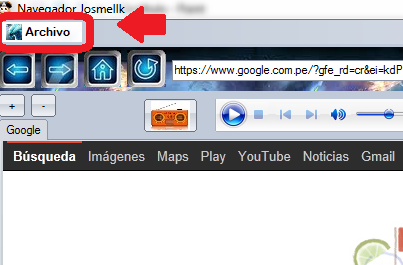 Navegador Josmellk
Archivo
https://www.google.com.pe/?gfe_rd=cr&ei=kdP
+ -
Google
Búsqueda Imágenes Maps Play YouTube Noticias Gmail